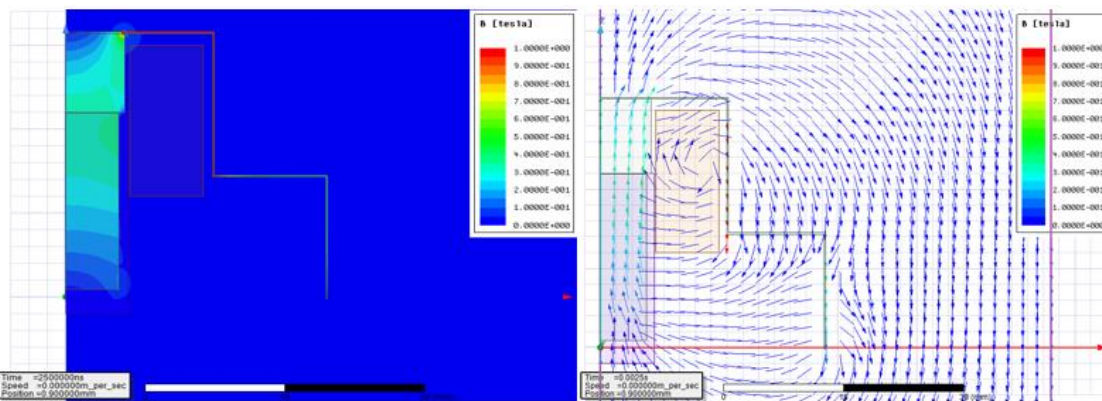 B [tesla]
1.0000E+000
9.0000E-001
8.0000E-001
7.0000E-001
6.0000E-001
5.0000E-001
4.0000E-001
3.0000E-001
2.0000E-001
1.0000E-001
0.0000E+000
Time =2500000ns
Speed =0.000000m_per_sec
Position =0.900000mm
B [tesla]
1.0000E+000
9.0000E-001
8.0000E-001
7.0000E-001
6.0000E-001
5.0000E-001
4.0000E-001
3.0000E-001
2.0000E-001
1.0000E-001
0.0000E+000
Time =0.0025s
Speed =0.000000m_per_sec
Position =0.900000mm
0